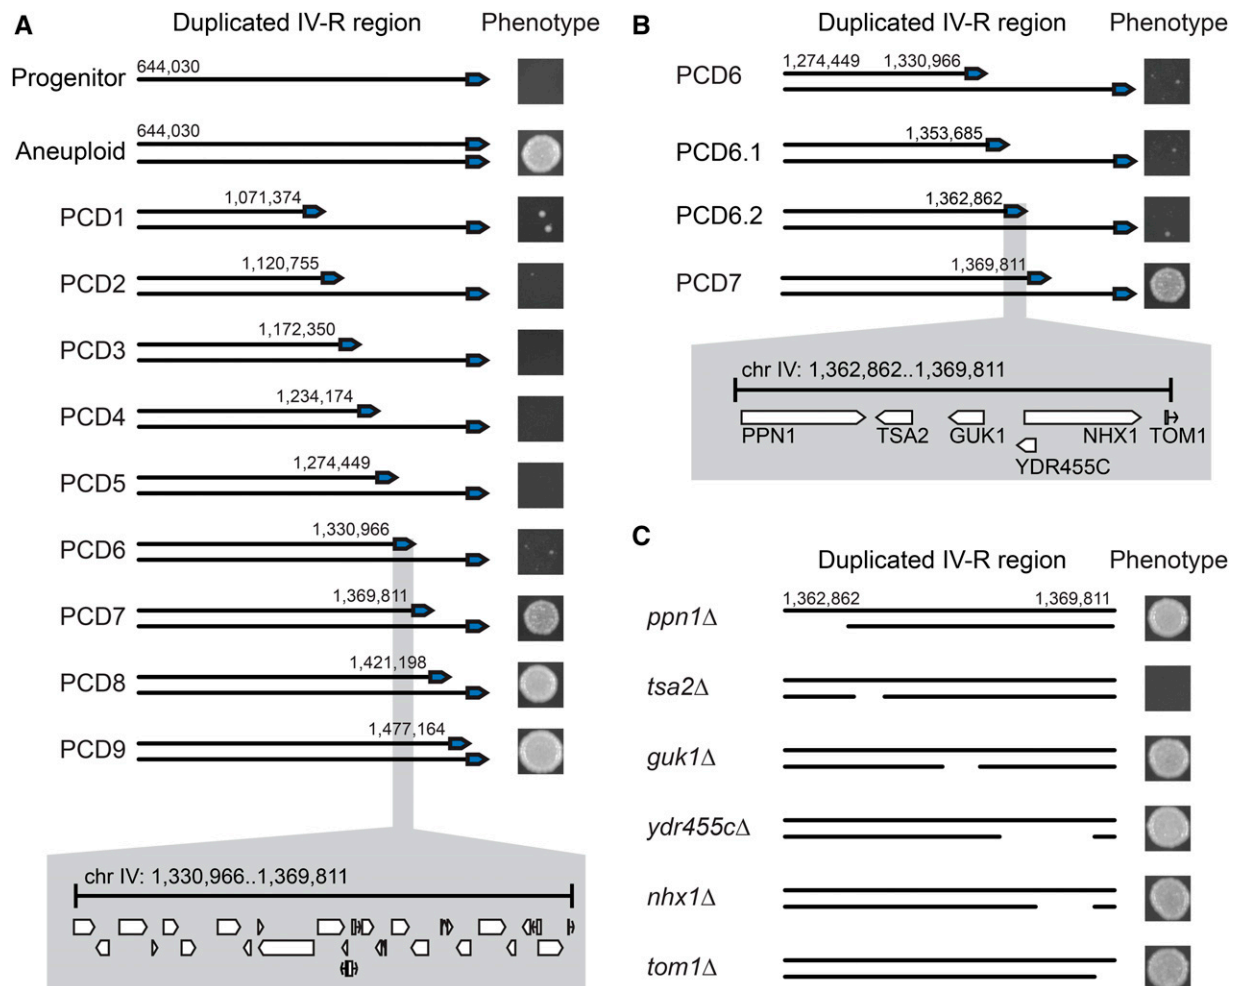 A
Duplicated IV-R region
Phenotype
Progenitor
644,030
Aneuploid
644,030
PCD1
1,071,374
PCD2
1,120,755
PCD3
1,172,350
PCD4
1,234,174
PCD5
1,274,449
PCD6
1,330,966
PCD7
1,369,811
PCD8
1,421,198
PCD9
1,477,164
chr IV: 1,330,966..1,369,811
B
Duplicated IV-R region
Phenotype
PCD6
1,274,449 1,330,966
PCD6.1
1,353,685
PCD6.2
1,362,862
PCD7
1,369,811
chr IV: 1,362,862..1,369,811
PPN1 TSA2 GUK1 NHX1 TOM1
YDR455C
C
Duplicated IV-R region
Phenotype
ppn1Δ
1,362,862 1,369,811
tsa2Δ
guk1Δ
ydr455cΔ
nhx1Δ
tom1Δ